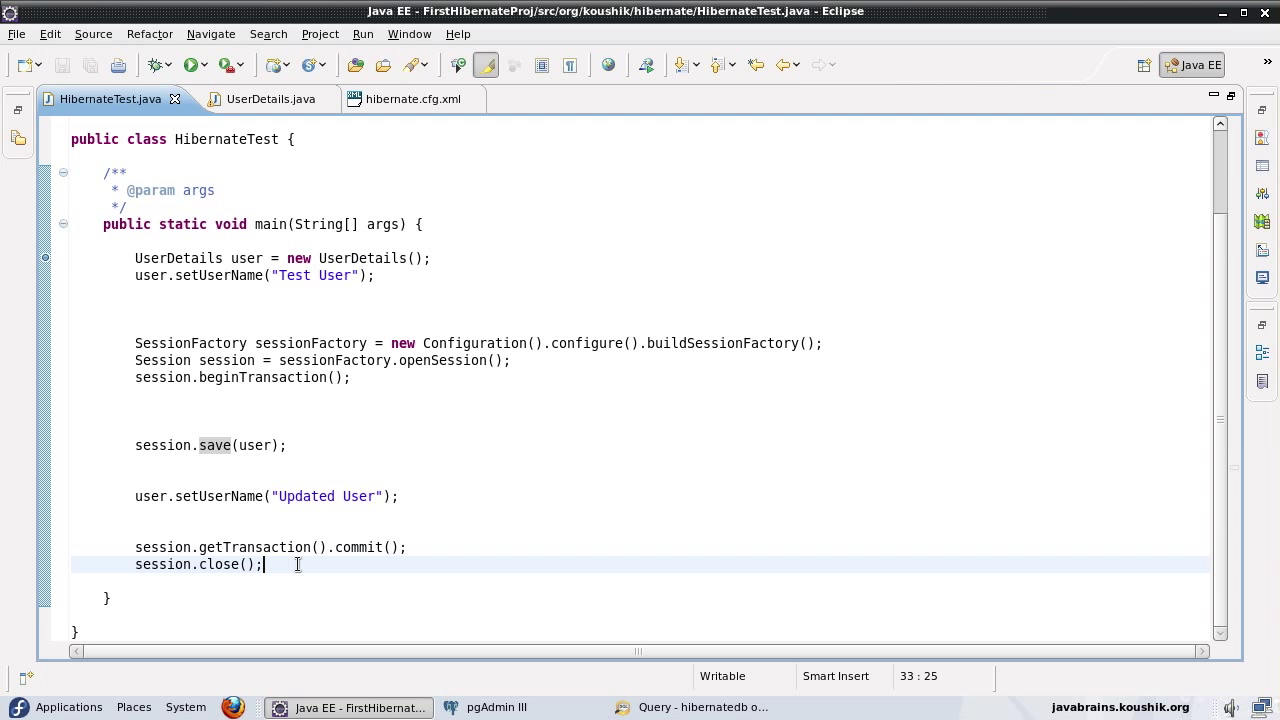 Java EE - FirstHibernateProj/src/org/koushik/hibernate/HibernateTest.java - Eclipse
File Edit Source Refactor Navigate Search Project Run Window Help
Java EE
HibernateTest.java UserDetails.java hibernate.cfg.xml
public class HibernateTest {
/**
* @param args
*/
public static void main(String[] args) {
UserDetails user = new UserDetails();
user.setUserName("Test User");
SessionFactory sessionFactory = new Configuration().configure().buildSessionFactory();
Session session = sessionFactory.openSession();
session.beginTransaction();
session.save(user);
user.setUserName("Updated User");
session.getTransaction().commit();
session.close();
}
}
Writable Smart Insert 33 : 25
Applications Places System Java EE - FirstHibernat... pgAdmin III Query - hibernatedb o... javabrains.koushik.org